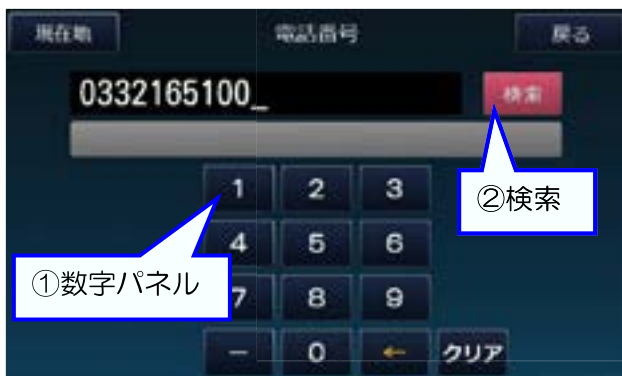 現在地 電話番号 戻る
0332165100_ 検索
1 2 3 ②検索
4 5 6
①数字パネル 7 8 9
- 0 ← クリア